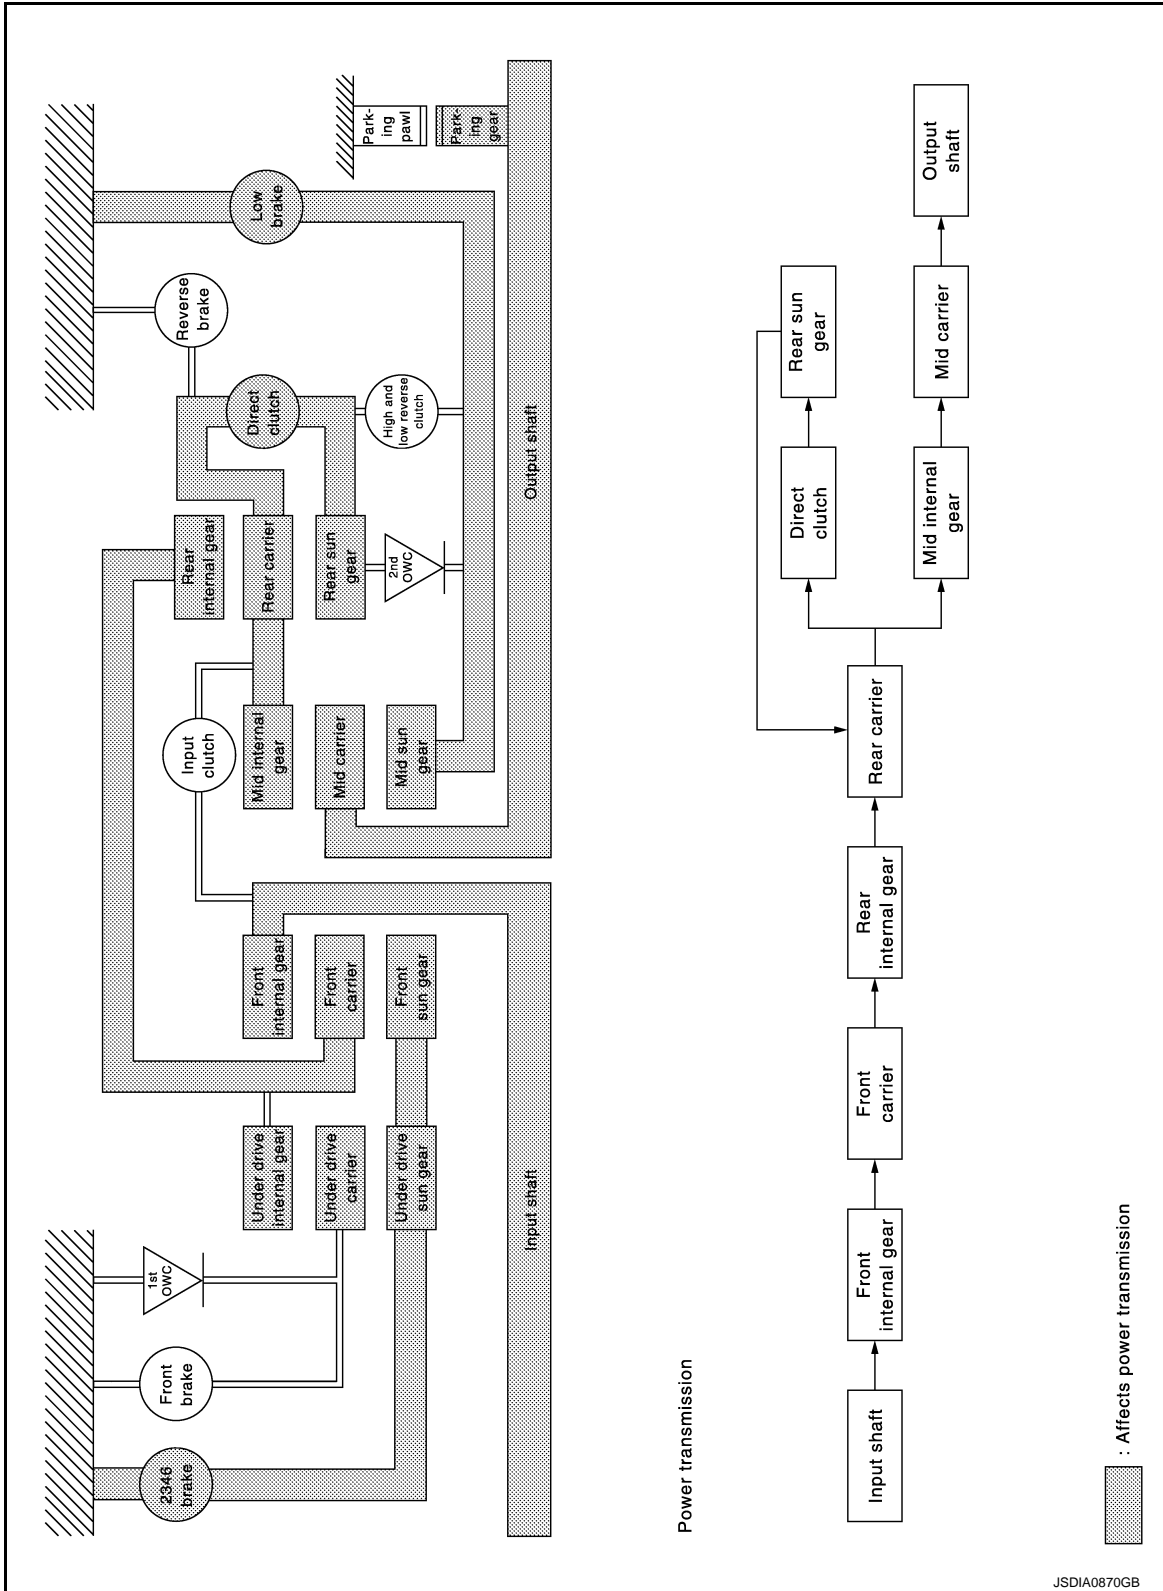 2346
brake
Front
brake
1st
OWC
Under drive
internal gear
Under drive
carrier
Under drive
sun gear
Input shaft
Front
internal gear
Front
carrier
Front
sun gear
Input
clutch
Mid internal
gear
Mid carrier
Mid sun
gear
Rear
internal gear
Rear carrier
Rear sun
gear
2nd
OWC
Direct
clutch
High and
low reverse
clutch
Reverse
brake
Low
brake
Park-
ing
pawl
Park-
ing
gear
Output shaft
Power transmission
Input shaft
Front
internal gear
Front
carrier
Rear
internal gear
Rear carrier
Direct
clutch
Rear sun
gear
Mid internal
gear
Mid carrier
Output
shaft
: Affects power transmission
JSDIA0870GB